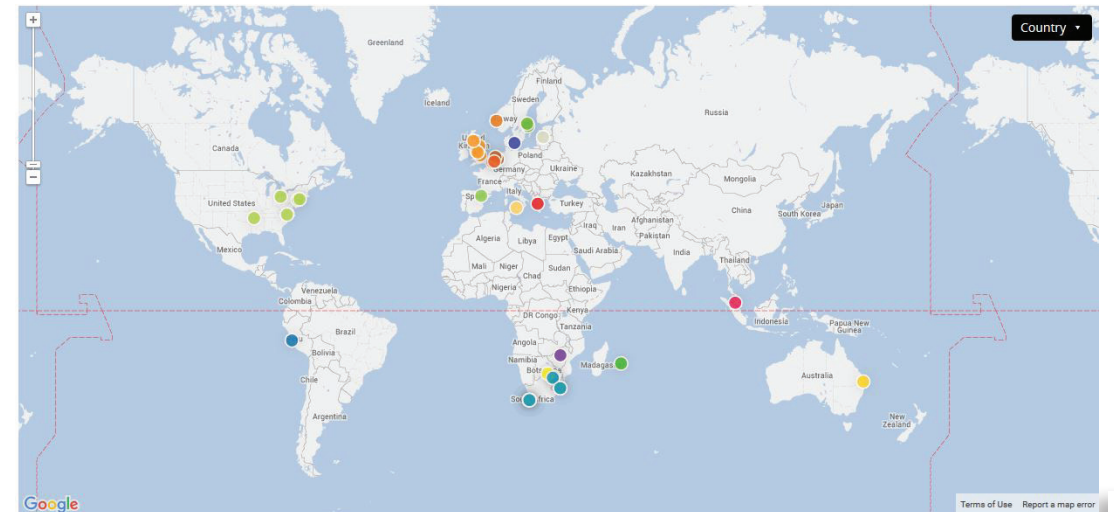 +
Country
Greenland
Finland
Iceland
Sweden
way
Russia
Canada
Poland
Germany
Ukraine
Kazakhstan
Mongolia
France
Italy
Sp
United States
Turkey
China
Japan
South Korea
Afghanistan
Iraq
Iran
Pakistan
Mexico
Algeria
Libya
Egypt
Saudi Arabia
India
Thailand
Mali
Niger
Chad
Sudan
Venezuela
Nigeria
Ethiopia
Colombia
DR Congo
Kenya
Indonesia
Papua New
Guinea
Brazil
Tanzania
Angola
Bolivia
Namibia
Madagas
Australia
Chile
Argentina
New
Zealand
Google
Terms of Use Report a map error